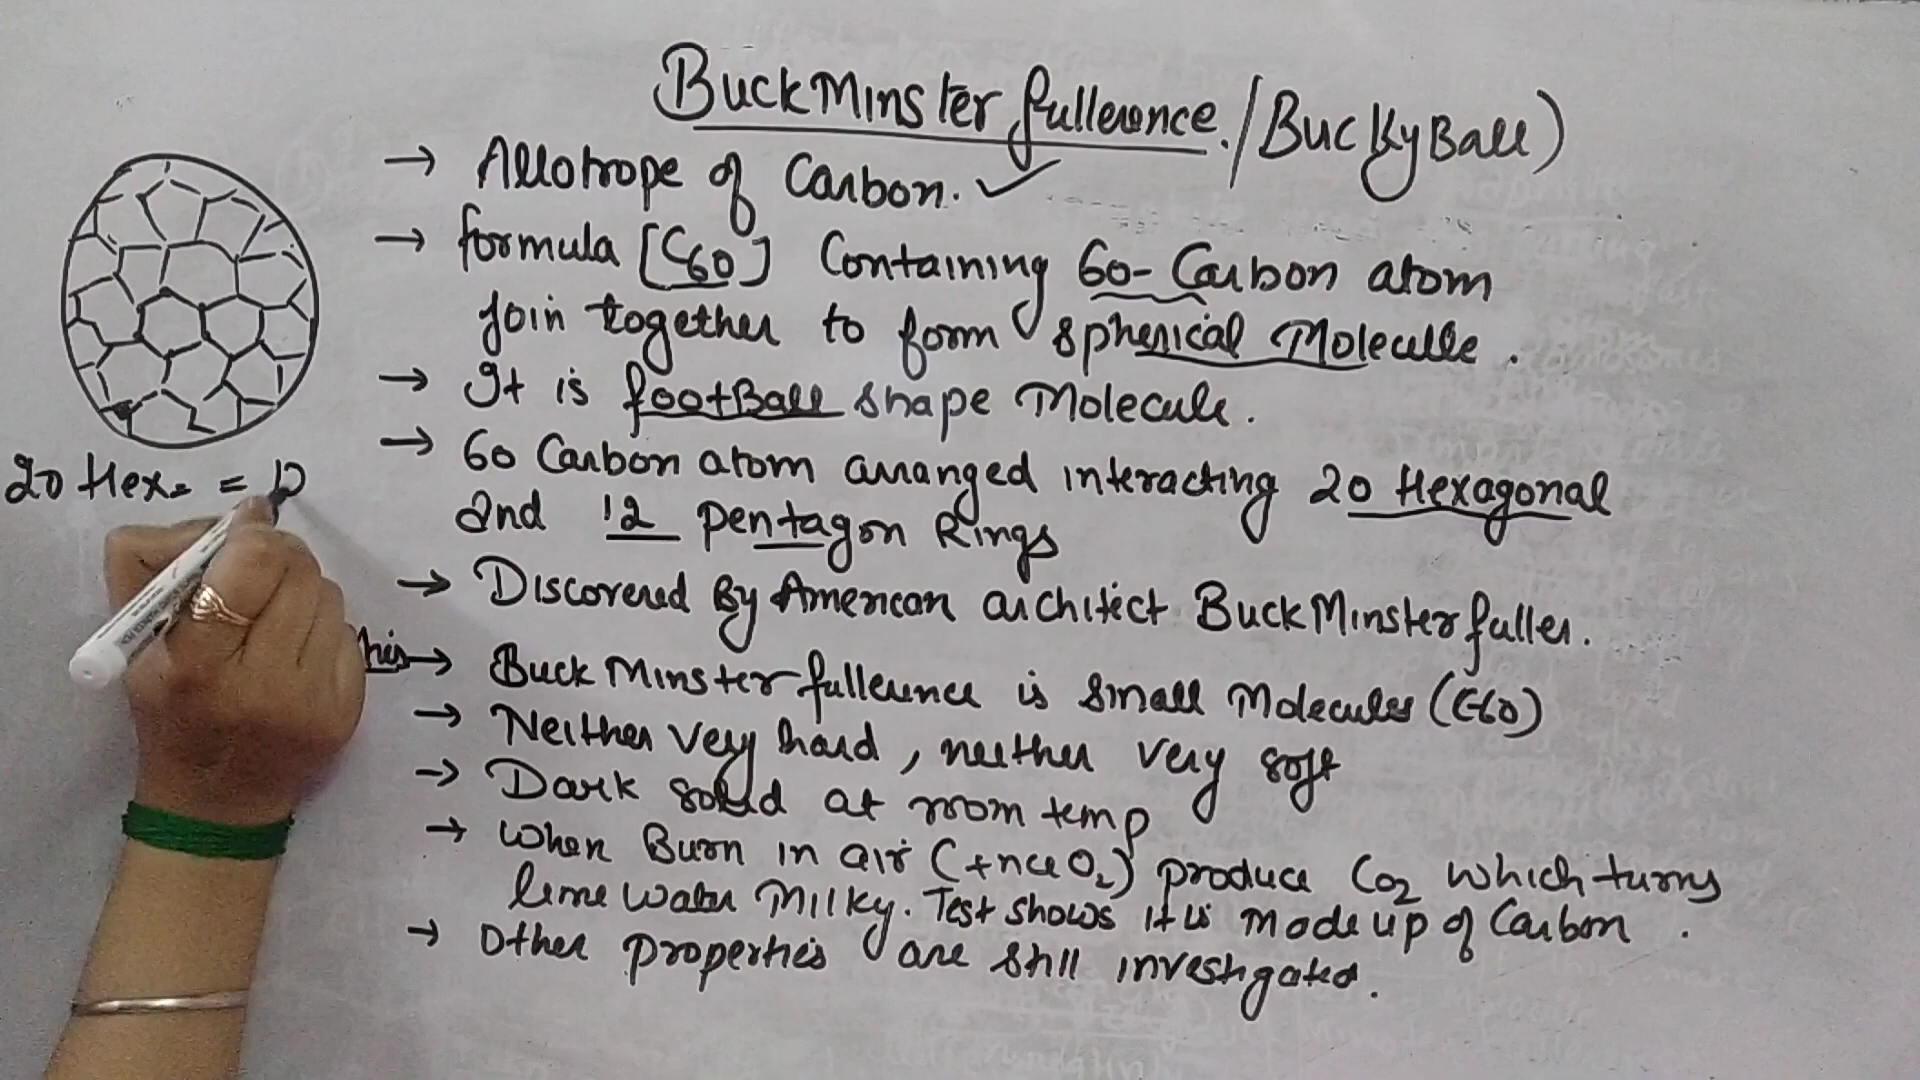 BuckMinster fullerence./BuckyBall)
→ Allotrope of Carbon. ✓
→ formula [C60] Containing 60-Carbon atom
join together to form spherical Molecule.
→ It is footBall shape Molecule.
→ 60 Carbon atom arranged interacting 20 Hexagonal
and 12 pentagon Rings
20 Hex. =
→ Discovered By American architect BuckMinster fuller.
→ BuckMinster fullerence is small Molecules (C60)
→ Neither very hard, neither very soft
→ Dark solid at room temp
→ When Burn in air (+nce O2) produce CO2 which turns
lime water Milky. Test shows it is made up of Carbon.
→ Other properties are still investigated.